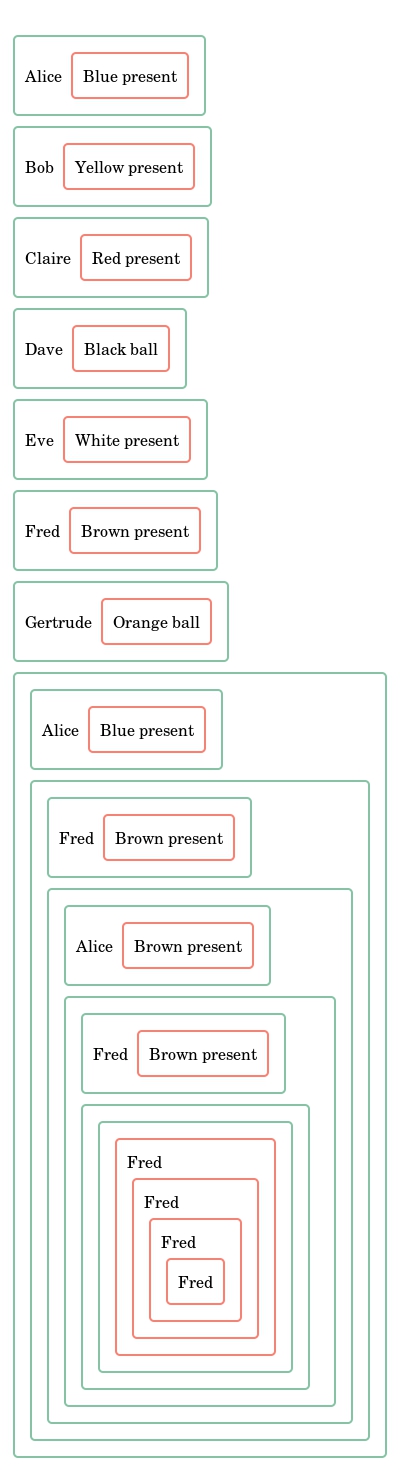 Alice Blue present
Bob Yellow present
Claire Red present
Dave Black ball
Eve White present
Fred Brown present
Gertrude Orange ball
Alice Blue present
Fred Brown present
Alice Brown present
Fred Brown present
Fred
Fred
Fred
Fred